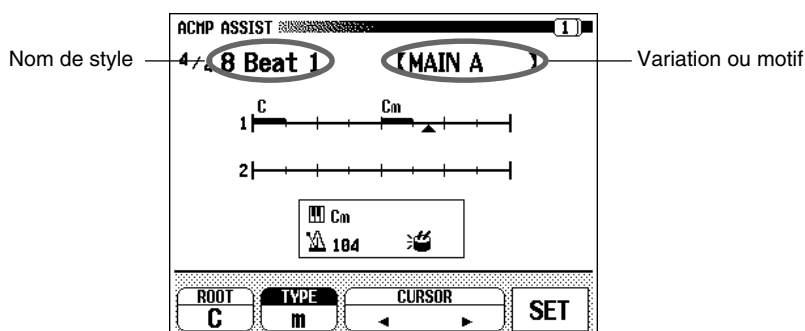 ACMP ASSIST 1
Nom de style 4/4 8 Beat 1 [MAIN A ] Variation ou motif
C Cm
1
2
Cm
104
ROOT TYPE CURSOR
C m ◄ ► SET